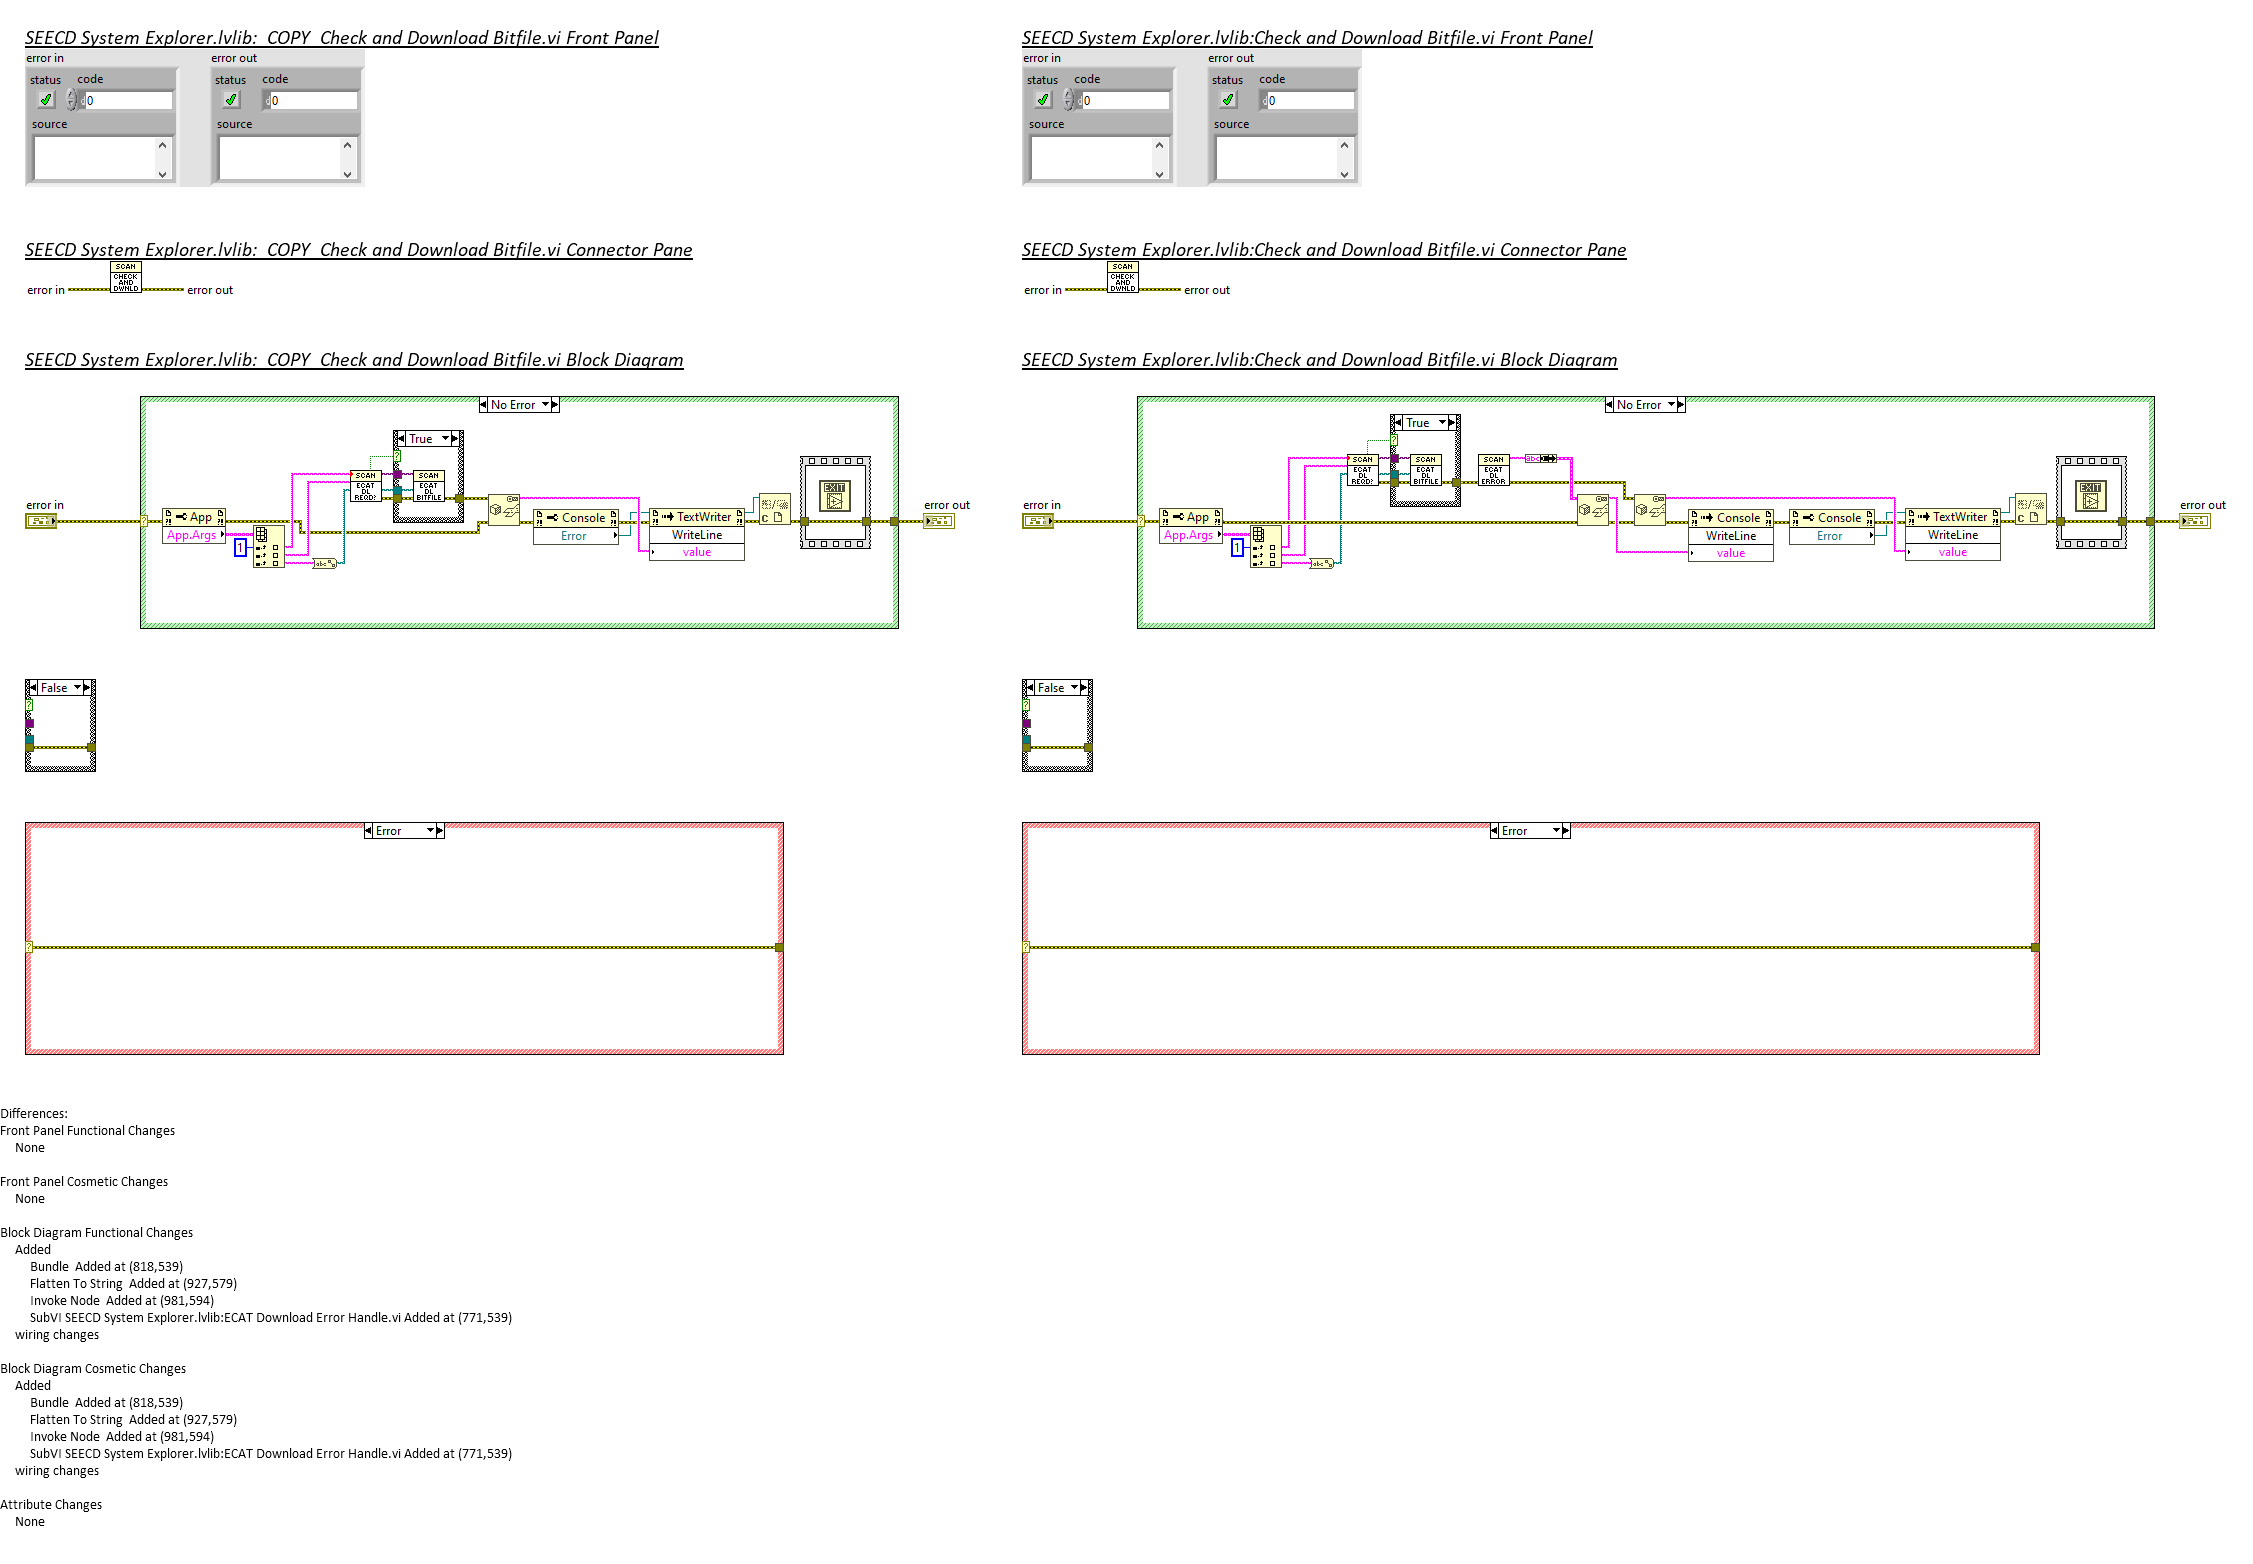 SEECD System Explorer.lvlib:  COPY  Check and Download Bitfile.vi Front Panel
error in
error out
status
code
status
code
0
0
source
source
SEECD System Explorer.lvlib:Check and Download Bitfile.vi Front Panel
error in
error out
status
code
status
code
0
0
source
source
SEECD System Explorer.lvlib:  COPY  Check and Download Bitfile.vi Connector Pane
SCAN
CHECK
AND
DWNLD
error in
error out
SEECD System Explorer.lvlib:Check and Download Bitfile.vi Connector Pane
SCAN
CHECK
AND
DWNLD
error in
error out
SEECD System Explorer.lvlib:  COPY  Check and Download Bitfile.vi Block Diagram
No Error
True
SCAN
ECAT
DL
REQD?
SCAN
ECAT
DL
BITFILE
EXIT
error in
App
App.Args
1
abc
Console
Error
TextWriter
WriteLine
value
C
error out
SEECD System Explorer.lvlib:Check and Download Bitfile.vi Block Diagram
No Error
True
SCAN
ECAT
DL
REQD?
SCAN
ECAT
DL
BITFILE
SCAN
ECAT
DL
ERROR
abc
EXIT
error in
App
App.Args
1
abc
Console
WriteLine
value
Console
Error
TextWriter
WriteLine
value
C
error out
False
False
Error
Error
Differences:
Front Panel Functional Changes
None
Front Panel Cosmetic Changes
None
Block Diagram Functional Changes
Added
Bundle  Added at (818,539)
Flatten To String  Added at (927,579)
Invoke Node  Added at (981,594)
SubVI SEECD System Explorer.lvlib:ECAT Download Error Handle.vi Added at (771,539)
wiring changes
Block Diagram Cosmetic Changes
Added
Bundle  Added at (818,539)
Flatten To String  Added at (927,579)
Invoke Node  Added at (981,594)
SubVI SEECD System Explorer.lvlib:ECAT Download Error Handle.vi Added at (771,539)
wiring changes
Attribute Changes
None